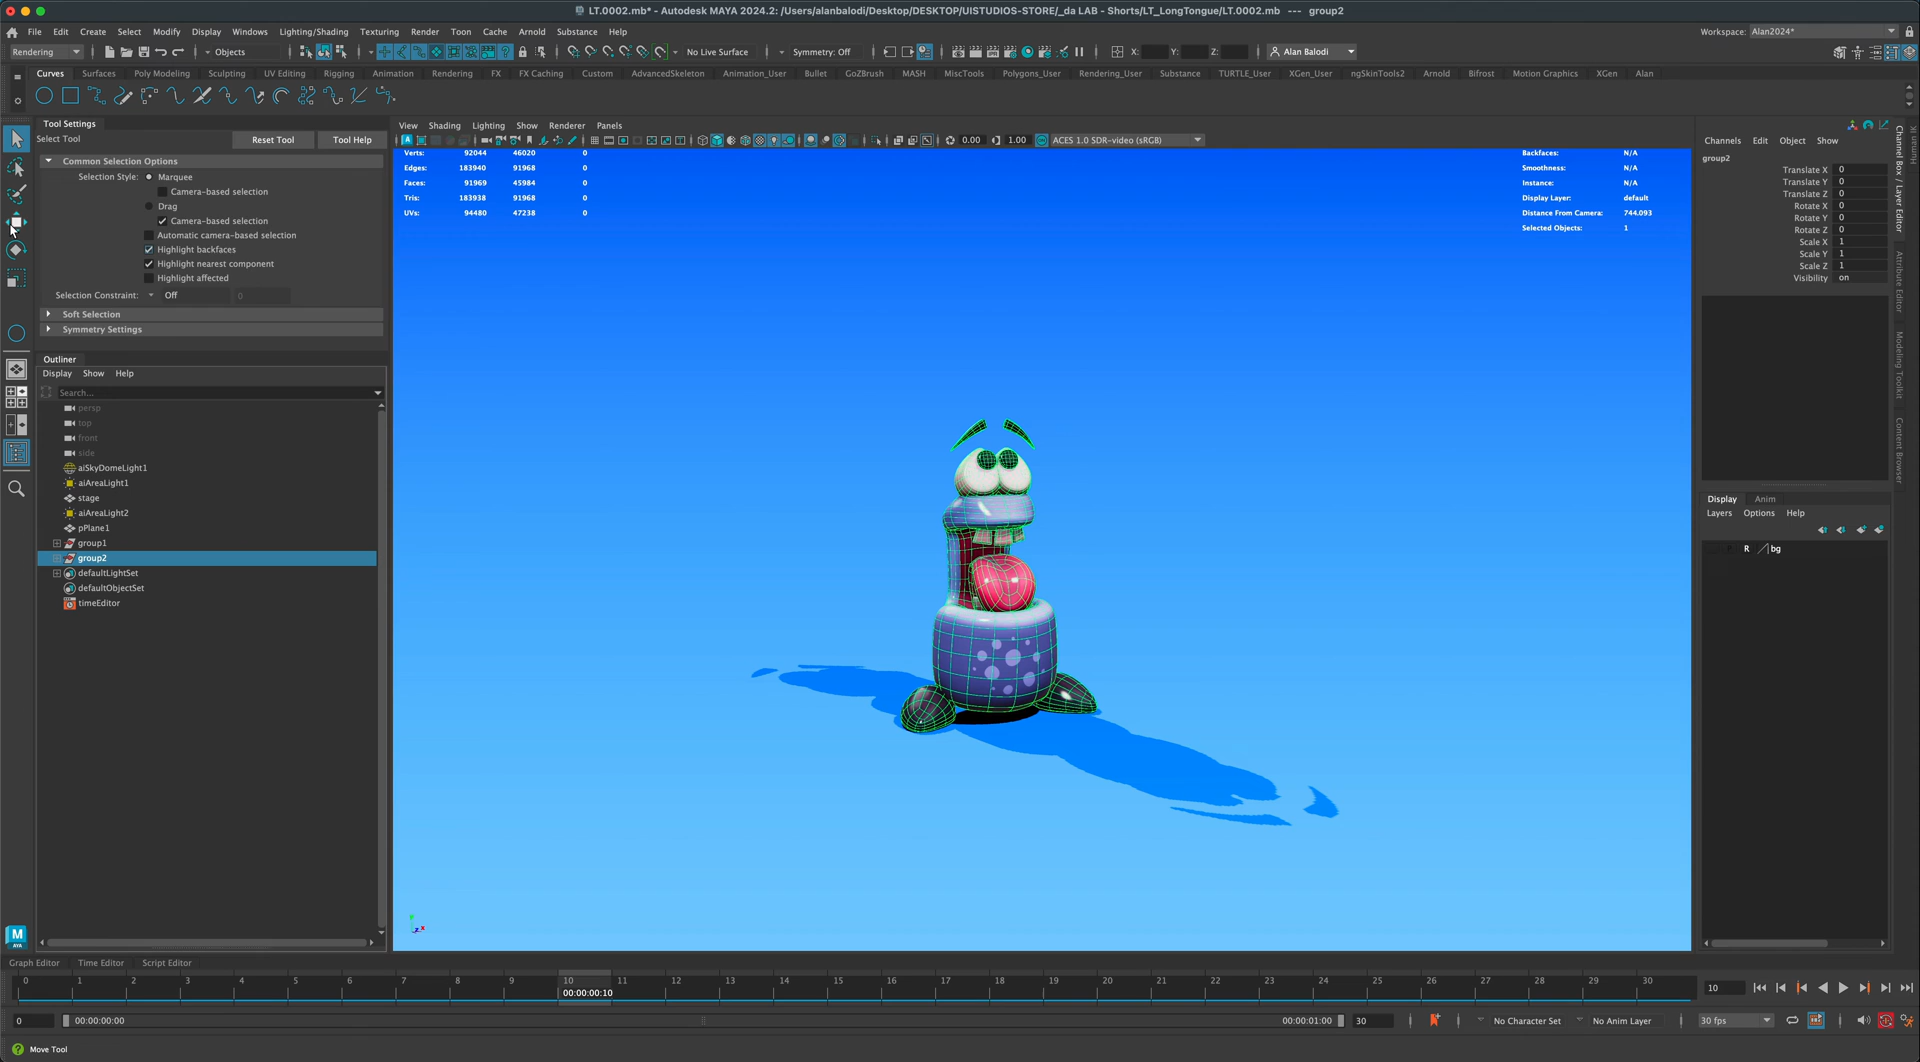 LT.0002.mb* - Autodesk MAYA 2024.2: /Users/alanbalodi/Desktop/DESKTOP/UISTUDIOS-STORE/_da LAB - Shorts/LT_LongTongue/LT.0002.mb --- group2
File Edit Create Select Modify Display Windows Lighting/Shading Texturing Render Toon Cache Arnold Substance Help Workspace: Alan2024*
Rendering Objects No Live Surface Symmetry: Off X: Y: Z: Alan Balodi
Curves Surfaces Poly Modeling Sculpting UV Editing Rigging Animation Rendering FX FX Caching Custom AdvancedSkeleton Animation_User Bullet GoZBrush MASH MiscTools Polygons_User Rendering_User Substance TURTLE_User XGen_User ngSkinTools2 Arnold Bifrost Motion Graphics XGen Alan
Tool Settings
Select Tool Reset Tool Tool Help
Common Selection Options
Selection Style: Marquee
Camera-based selection
Drag
Camera-based selection
Automatic camera-based selection
Highlight backfaces
Highlight nearest component
Highlight affected
Selection Constraint: Off 0
Soft Selection
Symmetry Settings
Outliner
Display Show Help
Search...
persp
top
front
side
aiSkyDomeLight1
aiAreaLight1
stage
aiAreaLight2
pPlane1
group1
group2
defaultLightSet
defaultObjectSet
timeEditor
View Shading Lighting Show Renderer Panels
0.00 1.00 ACES 1.0 SDR-video (sRGB)
Verts: 92044 46020 0
Edges: 183940 91968 0
Faces: 91969 45984 0
Tris: 183938 91968 0
UVs: 94480 47238 0
Backfaces: N/A
Smoothness: N/A
Instance: N/A
Display Layer: default
Distance From Camera: 744.093
Selected Objects: 1
Channels Edit Object Show
group2
Translate X 0
Translate Y 0
Translate Z 0
Rotate X 0
Rotate Y 0
Rotate Z 0
Scale X 1
Scale Y 1
Scale Z 1
Visibility on
Display Anim
Layers Options Help
R bg
Channel Box / Layer Editor
Attribute Editor
Modeling Toolkit
Content Browser
Human IK
M
AYA
Graph Editor Time Editor Script Editor
0 1 2 3 4 5 6 7 8 9 10 11 12 13 14 15 16 17 18 19 20 21 22 23 24 25 26 27 28 29 30
00:00:00:10
10
0 00:00:00:00 00:00:01:00 30 No Character Set No Anim Layer 30 fps
Move Tool